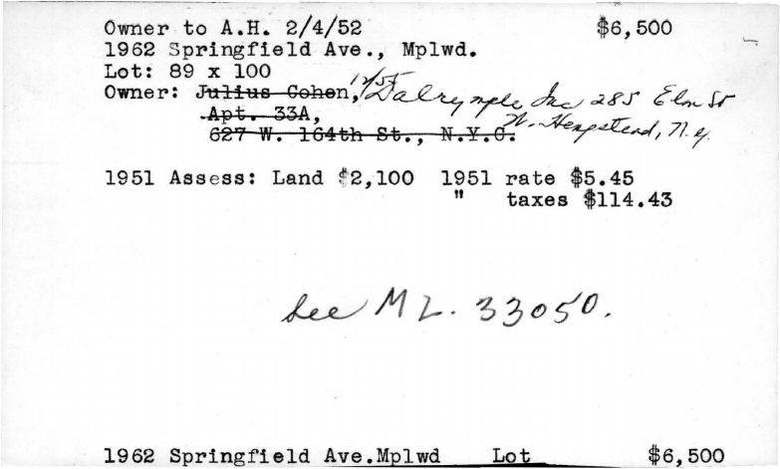 Owner to A.H. 2/4/52 $6,500
1962 Springfield Ave., Mplwd.
Lot: 89 x 100
Owner: Julius Cohen, 12/55 Dalrymple Inc 285 Elm St
Apt. 33A, W. Hempstead, N.Y.
627 W. 164th St., N.Y.C.
1951 Assess: Land $2,100 1951 rate $5.45
" taxes $114.43
See ML. 33050.
1962 Springfield Ave.Mplwd Lot $6,500